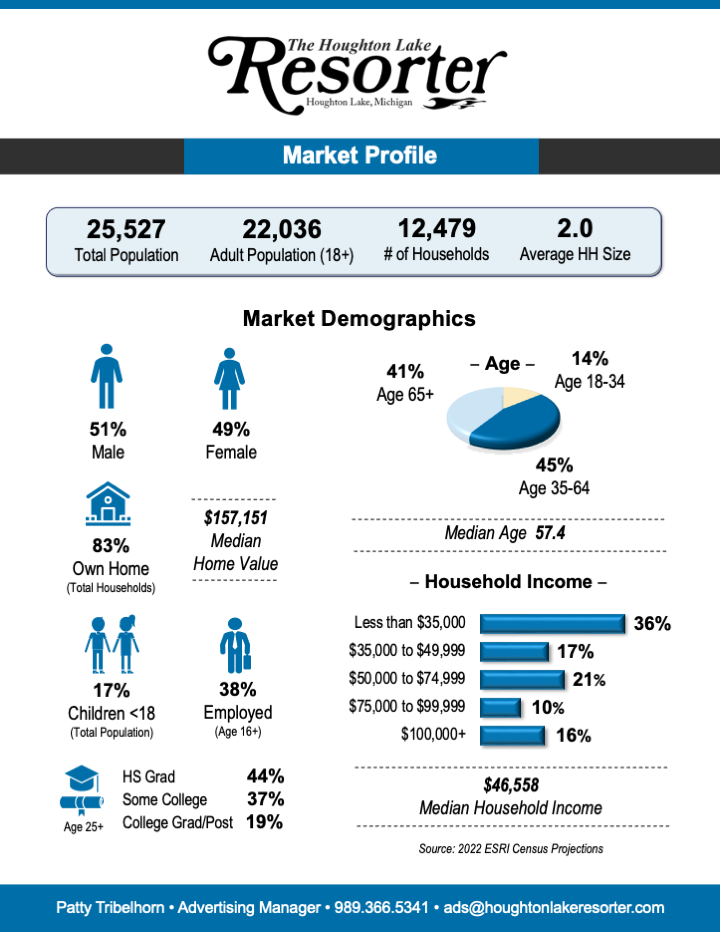 The Houghton Lake
Resorter
Houghton Lake, Michigan
Market Profile
25,527
Total Population
22,036
Adult Population (18+)
12,479
# of Households
2.0
Average HH Size
Market Demographics
51%
Male
49%
Female
83%
Own Home
(Total Households)
$157,151
Median
Home Value
17%
Children <18
(Total Population)
38%
Employed
(Age 16+)
Age 25+
HS Grad 44%
Some College 37%
College Grad/Post 19%
– Age –
41%
Age 65+
14%
Age 18-34
45%
Age 35-64
Median Age 57.4
– Household Income –
Less than $35,000 36%
$35,000 to $49,999 17%
$50,000 to $74,999 21%
$75,000 to $99,999 10%
$100,000+ 16%
$46,558
Median Household Income
Source: 2022 ESRI Census Projections
Patty Tribelhorn • Advertising Manager • 989.366.5341 • ads@houghtonlakeresorter.com